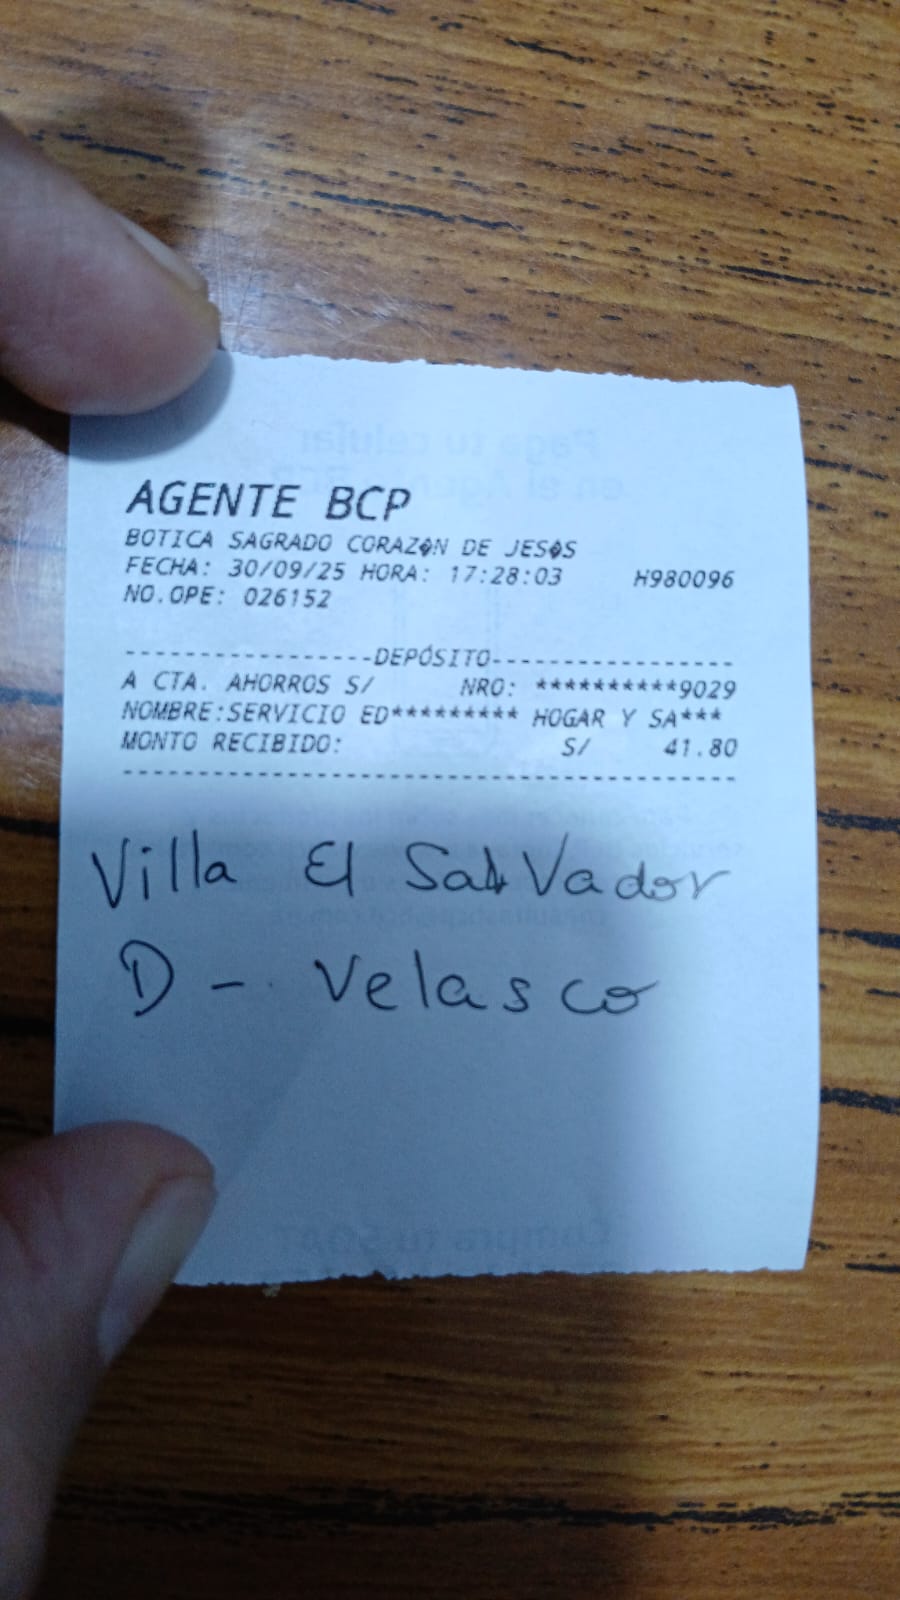 AGENTE BCP
BOTICA SAGRADO CORAZ�N DE JES�S
FECHA: 30/09/25 HORA: 17:28:03 H980096
NO.OPE: 026152
-----------------DEPÓSITO-----------------
A CTA. AHORROS S/ NRO: **********9029
NOMBRE:SERVICIO ED********* HOGAR Y SA***
MONTO RECIBIDO: S/ 41.80
------------------------------------------
Villa El Salvador
D - Velasco